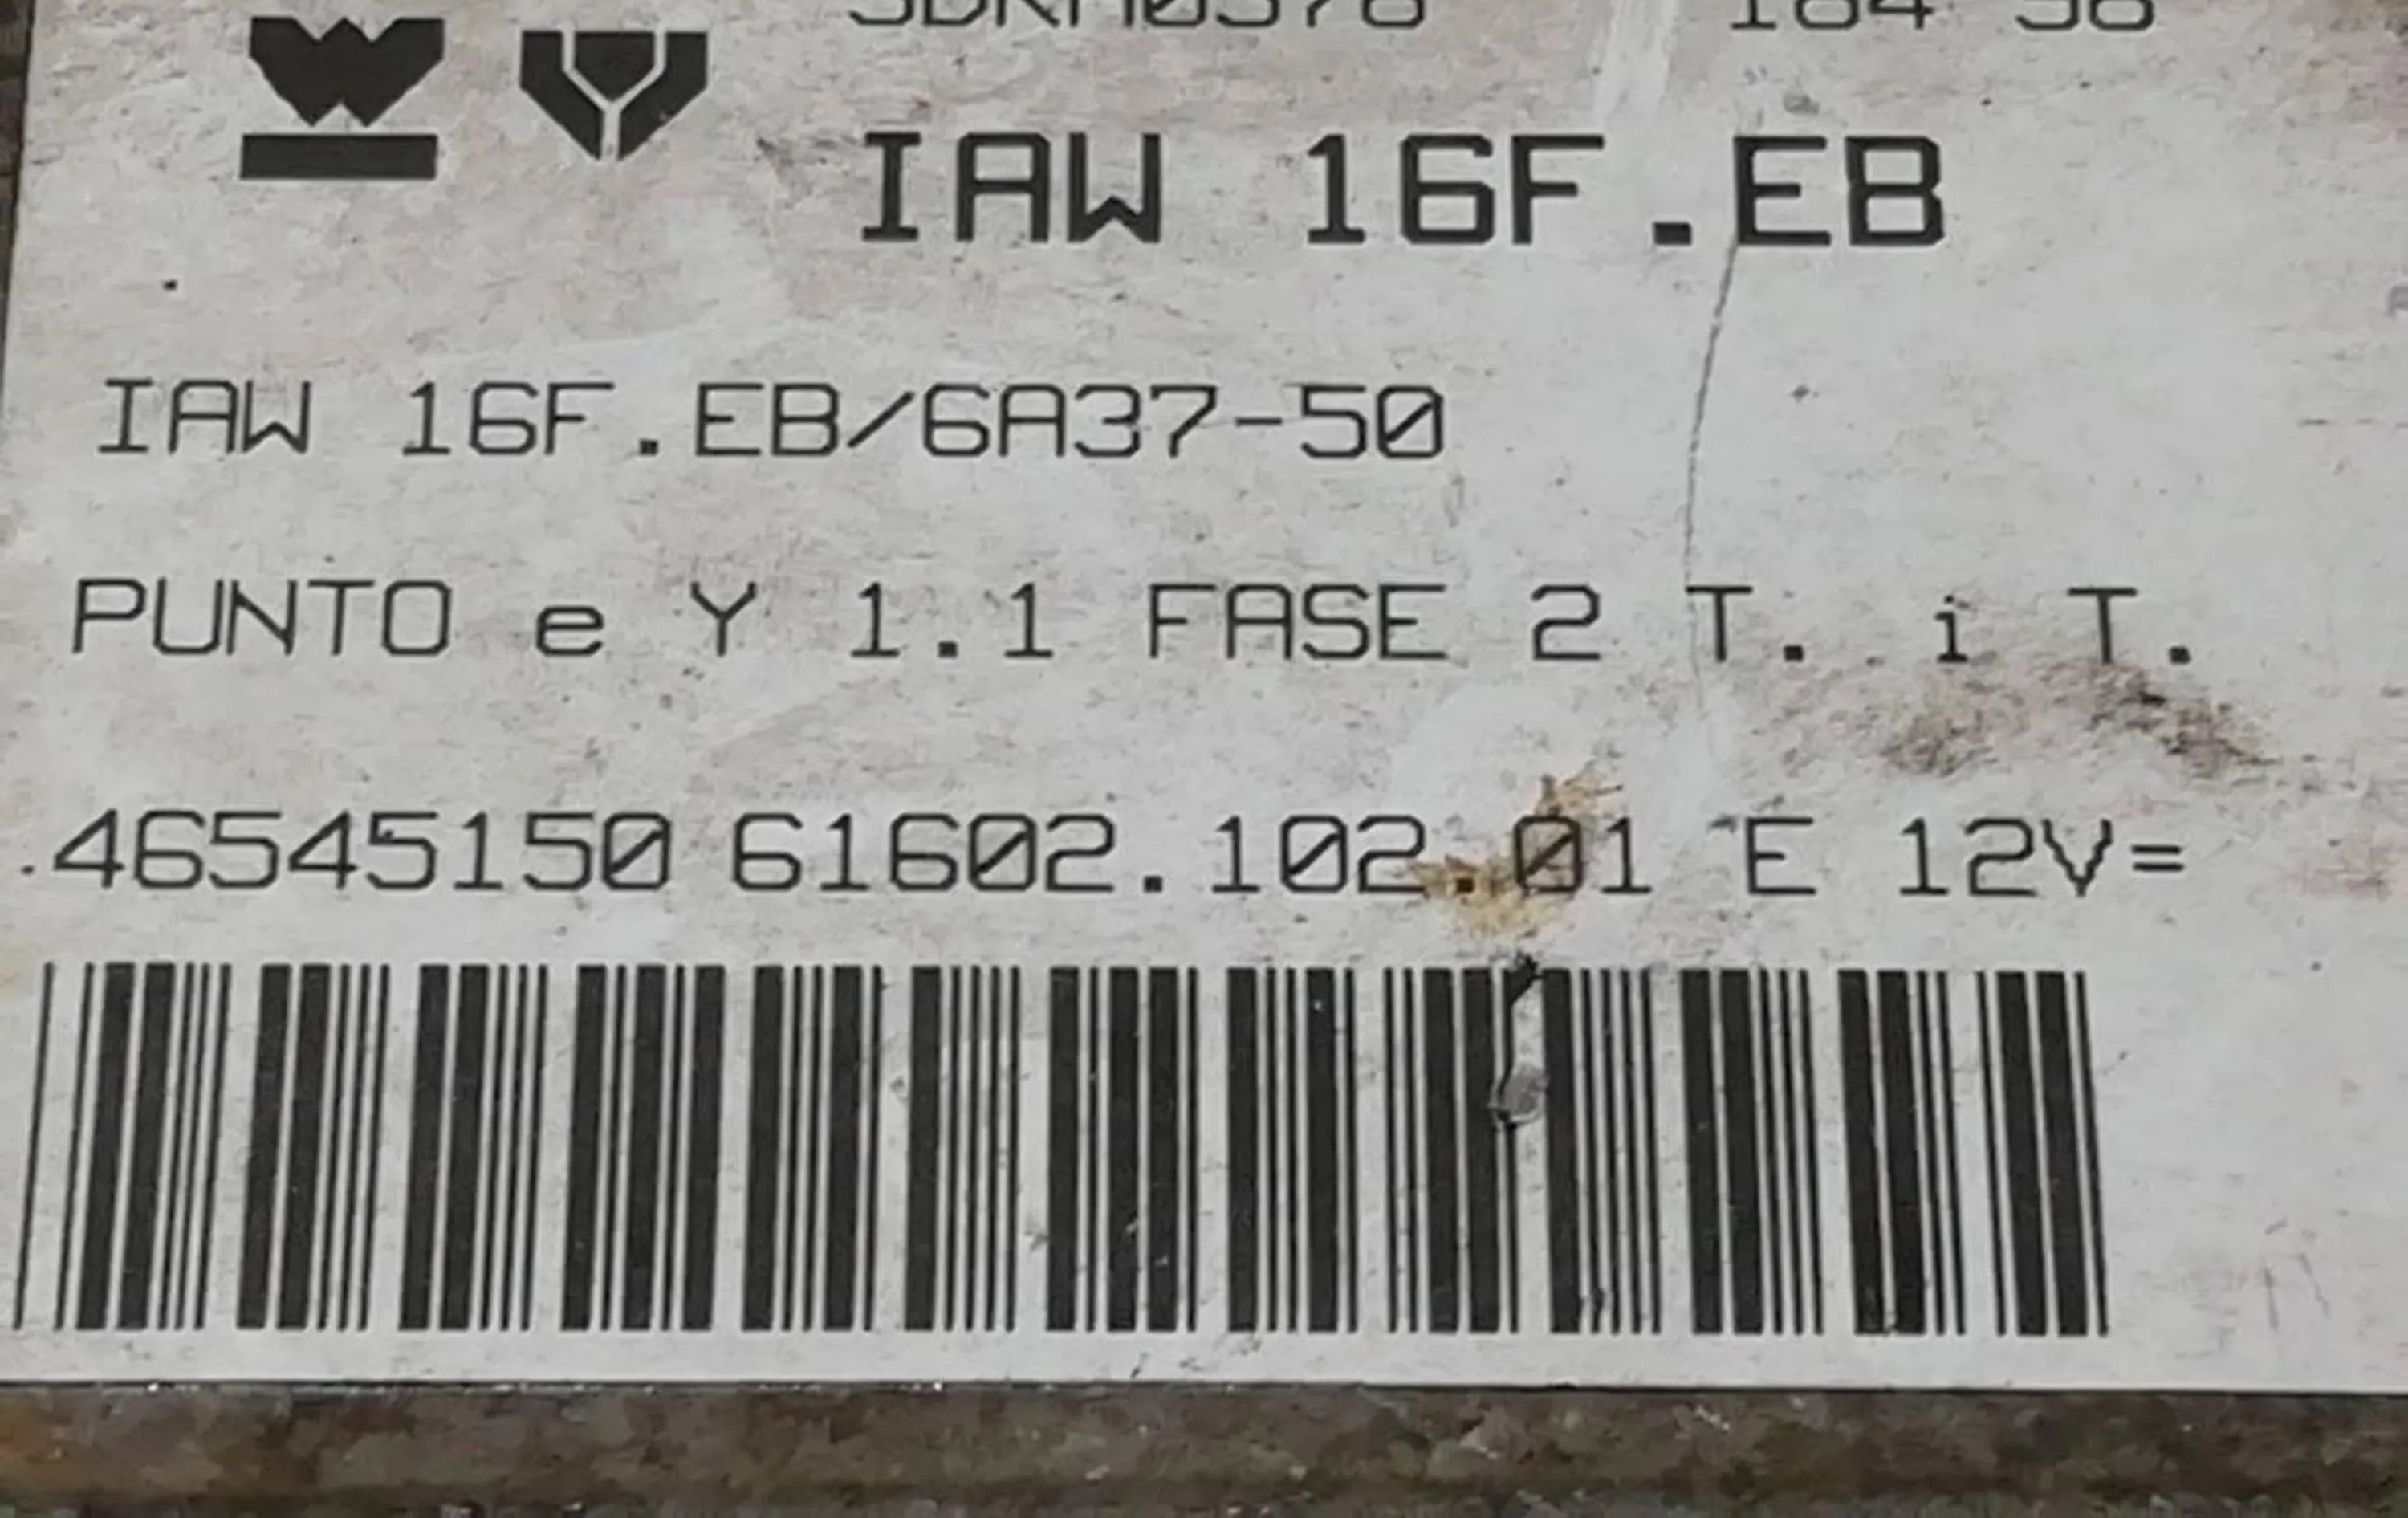 IAW 16F.EB
IAW 16F.EB/6A37-50
PUNTO e Y 1.1 FASE 2 T. i T.
46545150 61602.102.01 E 12V=